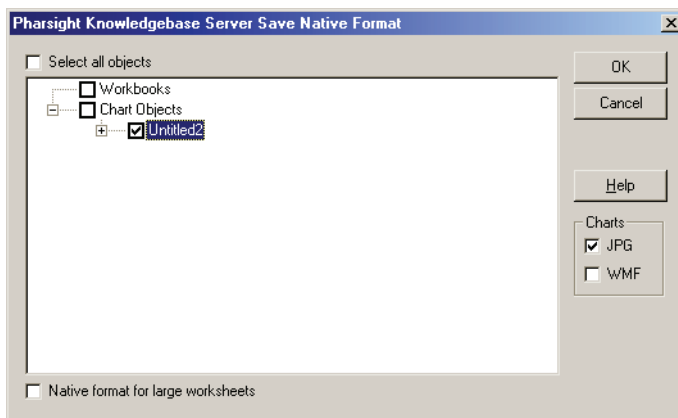 Pharsight Knowledgebase Server Save Native Format
Select all objects
Workbooks
Chart Objects
Untitled2
OK
Cancel
Help
Charts
JPG
WMF
Native format for large worksheets